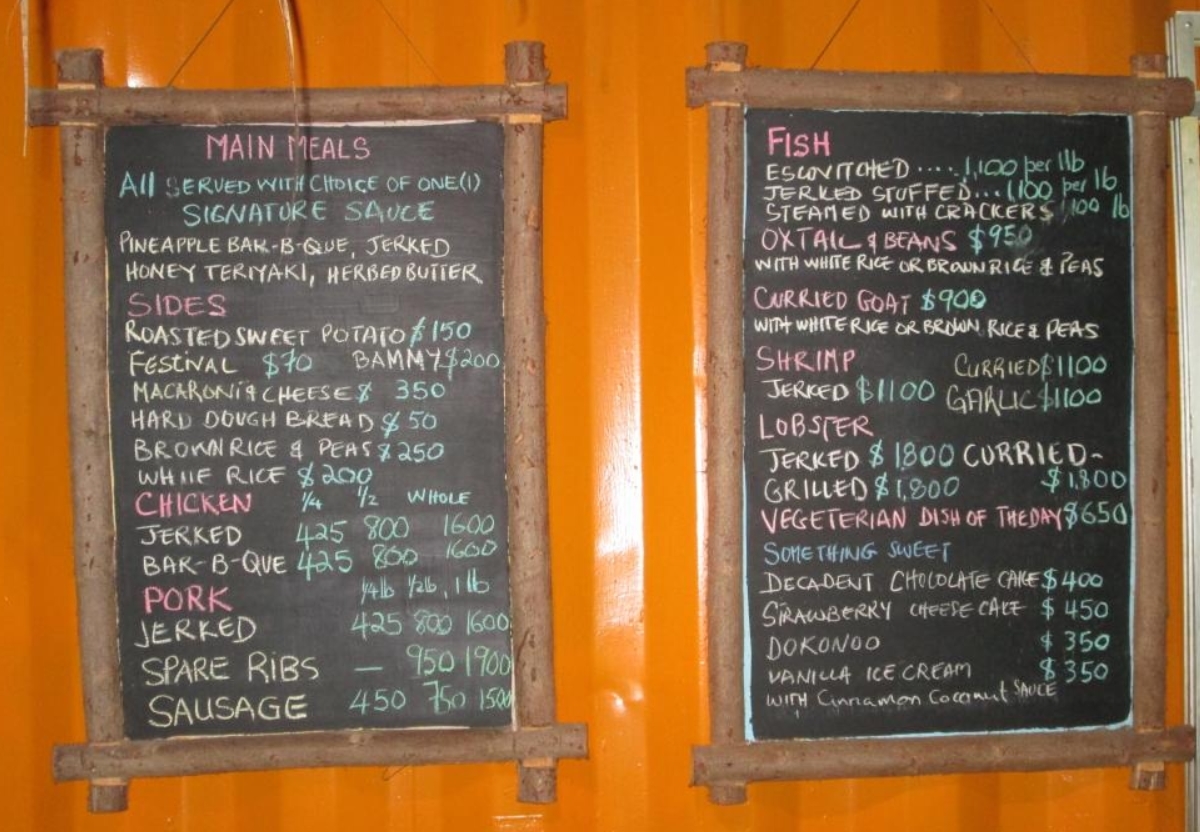 MAIN MEALS
All SERVED WITH CHOICE OF ONE(1)
SIGNATURE SAUCE
PINEAPPLE BAR-B-QUE, JERKED
HONEY TERIYAKI, HERBED BUTTER
SIDES
ROASTED SWEET POTATO $150
FESTIVAL $70 BAMMY $200
MACARONI & CHEESE $ 350
HARD DOUGH BREAD $50
BROWN RICE & PEAS $250
WHITE RICE $200
CHICKEN 1/4 1/2 WHOLE
JERKED 425 800 1600
BAR-B-QUE 425 800 1600
PORK 1/4lb 1/2lb, 1lb
JERKED 425 800 1600
SPARE RIBS — 950 1900
SAUSAGE 450 750 1500
FISH
ESCOVITCHED .... 1,100 per 1lb
JERKED STUFFED... 1,100 per lb
STEAMED WITH CRACKERS 1,100 lb
OXTAIL & BEANS $950
WITH WHITE RICE OR BROWN RICE & PEAS
CURRIED GOAT $900
WITH WHITE RICE OR BROWN RICE & PEAS
SHRIMP CURRIED $1100
JERKED $1100 GARLIC $1100
LOBSTER
JERKED $1800 CURRIED-
GRILLED $1,800 $1,800
VEGETERIAN DISH OF THE DAY $650
SOMETHING SWEET
DECADENT CHOCOLATE CAKE $400
STRAWBERRY CHEESE CAKE $ 450
DOKONOO $ 350
VANILLA ICE CREAM $ 350
WITH Cinnamon Coconut SAUCE